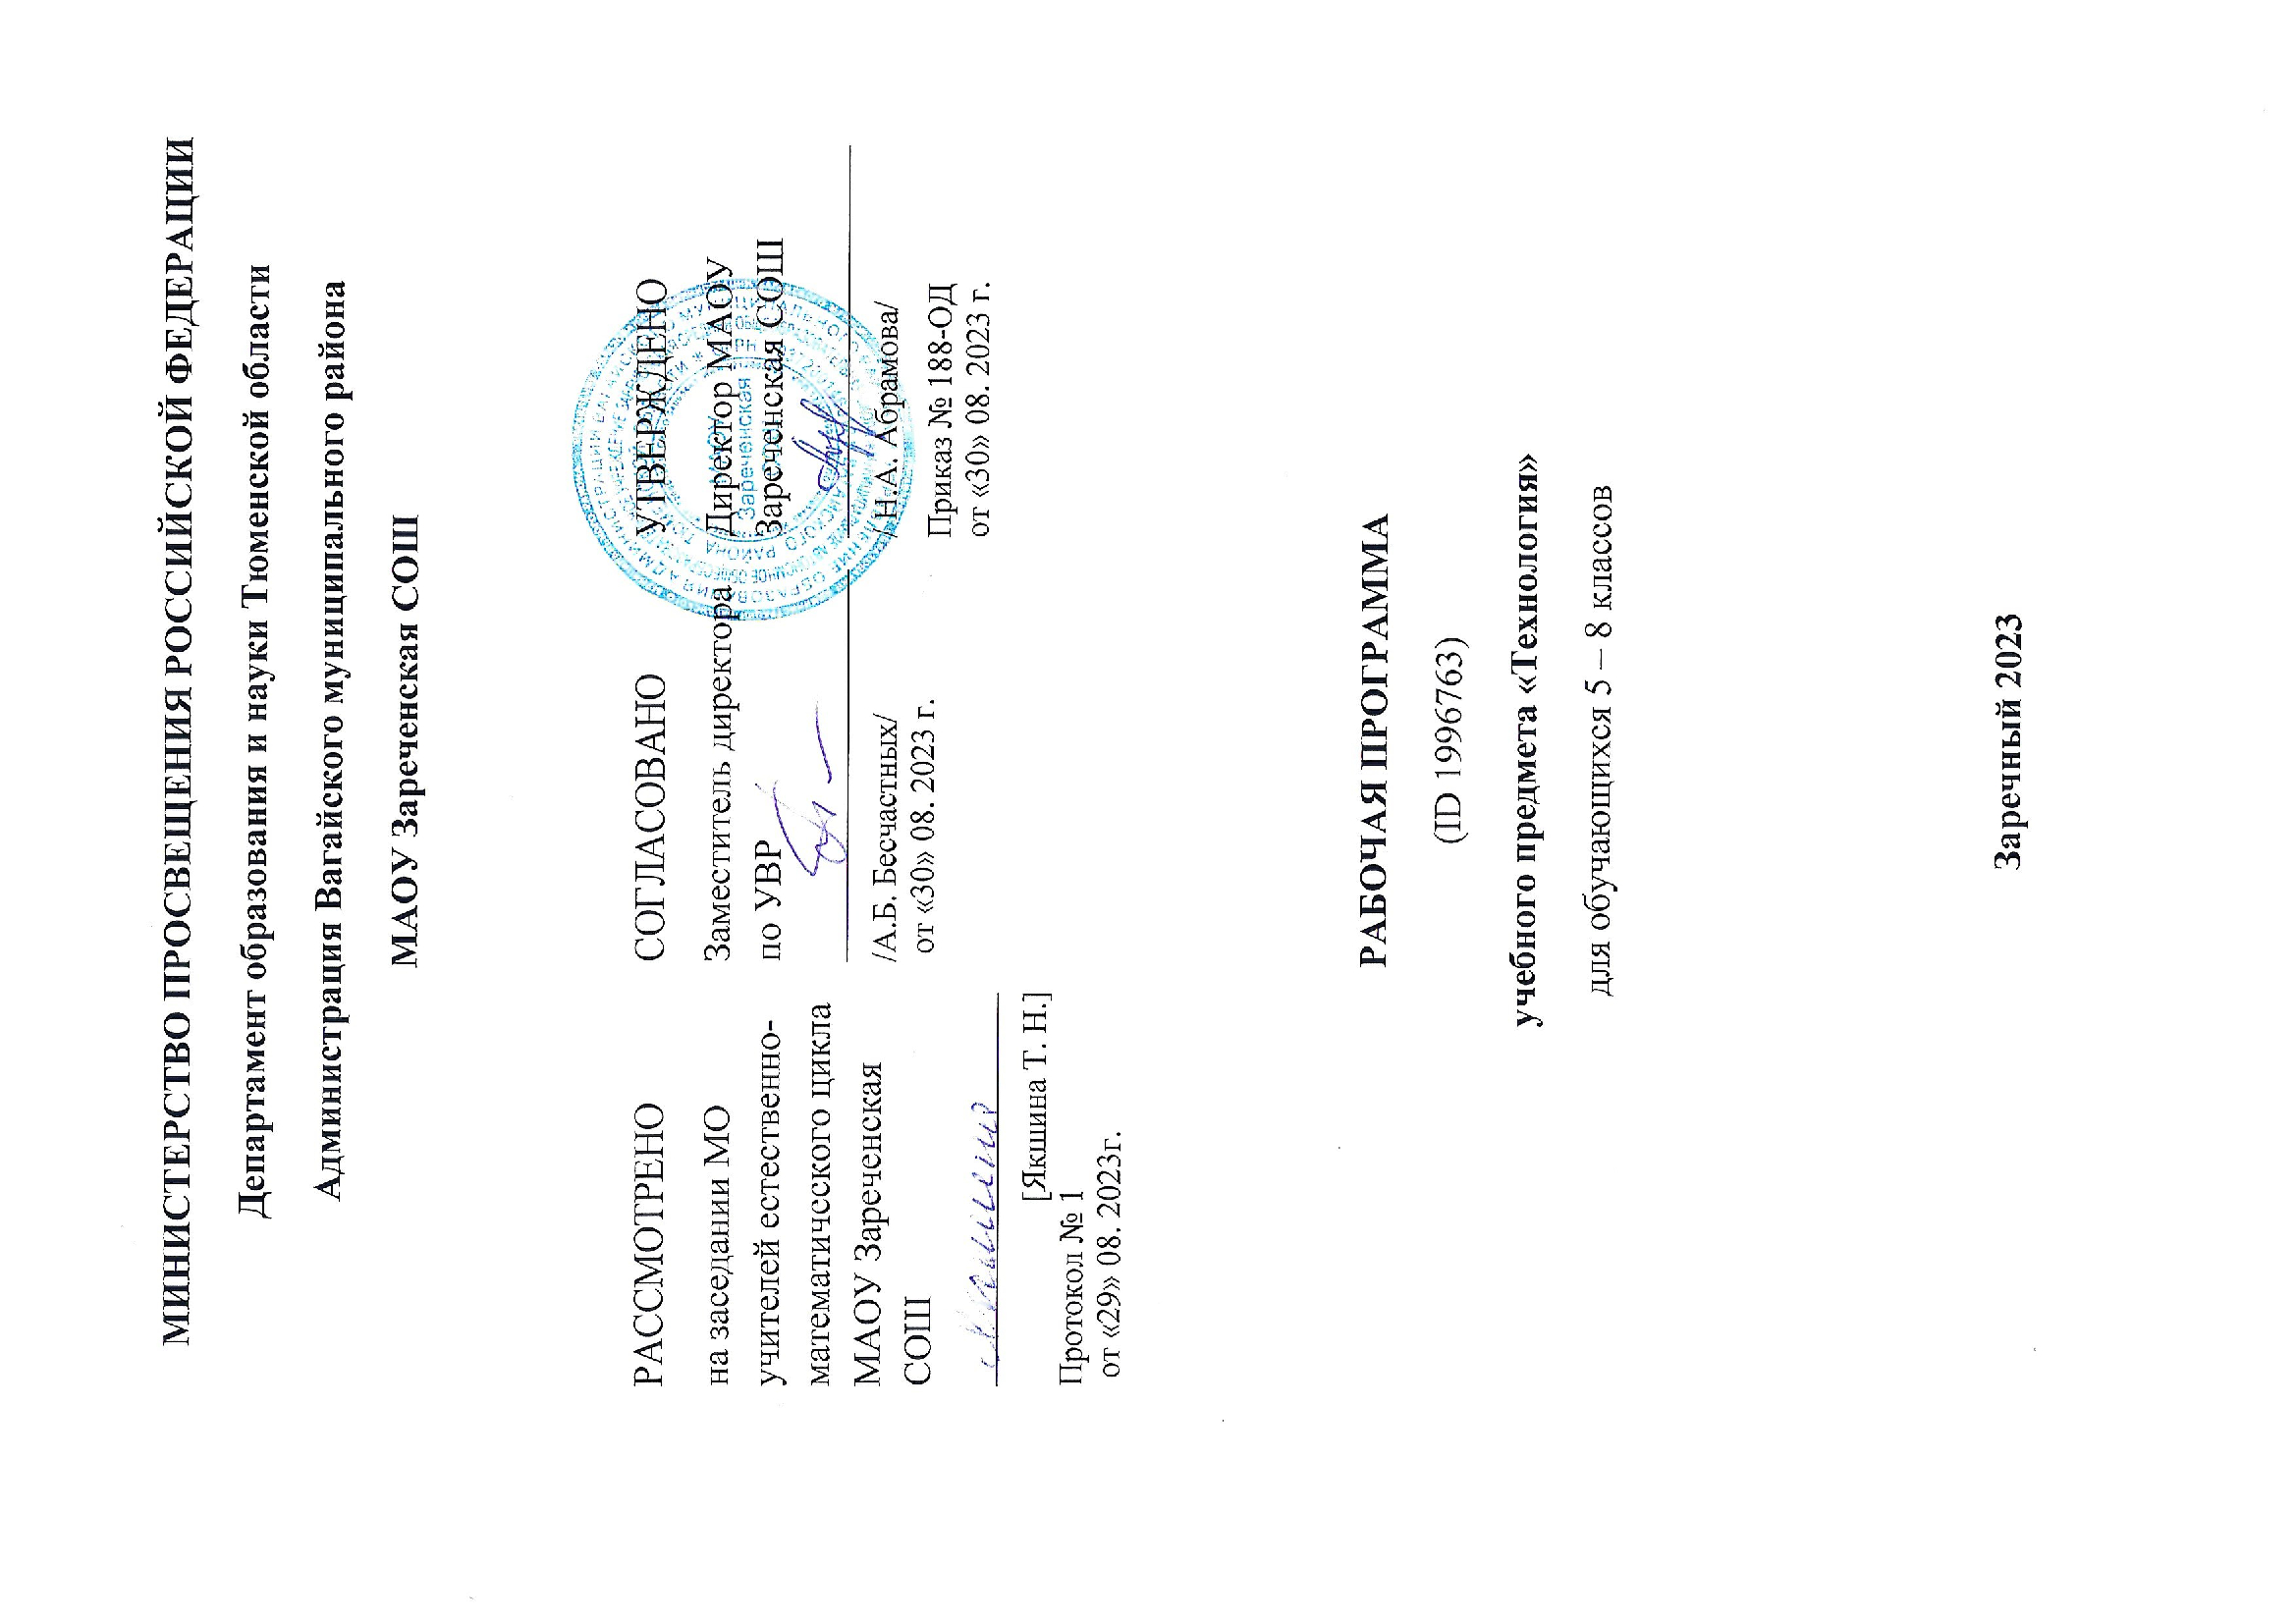 МИНИСТЕРСТВО ПРОСВЕЩЕНИЯ РОССИЙСКОЙ ФЕДЕРАЦИИ
Департамент образования и науки Тюменской области
Администрация Вагайского муниципального района
МАОУ Зареченская СОШ
РАССМОТРЕНО
на заседании МО
учителей естественно-
математичсского цикла
МАОУ Зареченская
СОШ
[Якшина Т. Н.]
Протокол № 1
от «29» 08. 2023г.
СОГЛАСОВАНО
Заместитель директора
по УВР
/А.Б. Бесчастных/
от «30» 08. 2023 г.
УТВЕРЖДЕНО
Директор МАОУ
Зареченская СОШ
/ Н.А. Абрамова/
Приказ № 188-ОД
от «30» 08. 2023 г.
Зареченская
РАБОЧАЯ ПРОГРАММА
(ID 1996763)
учебного предмета «Технология»
для обучающихся 5 – 8 классов
Заречный 2023